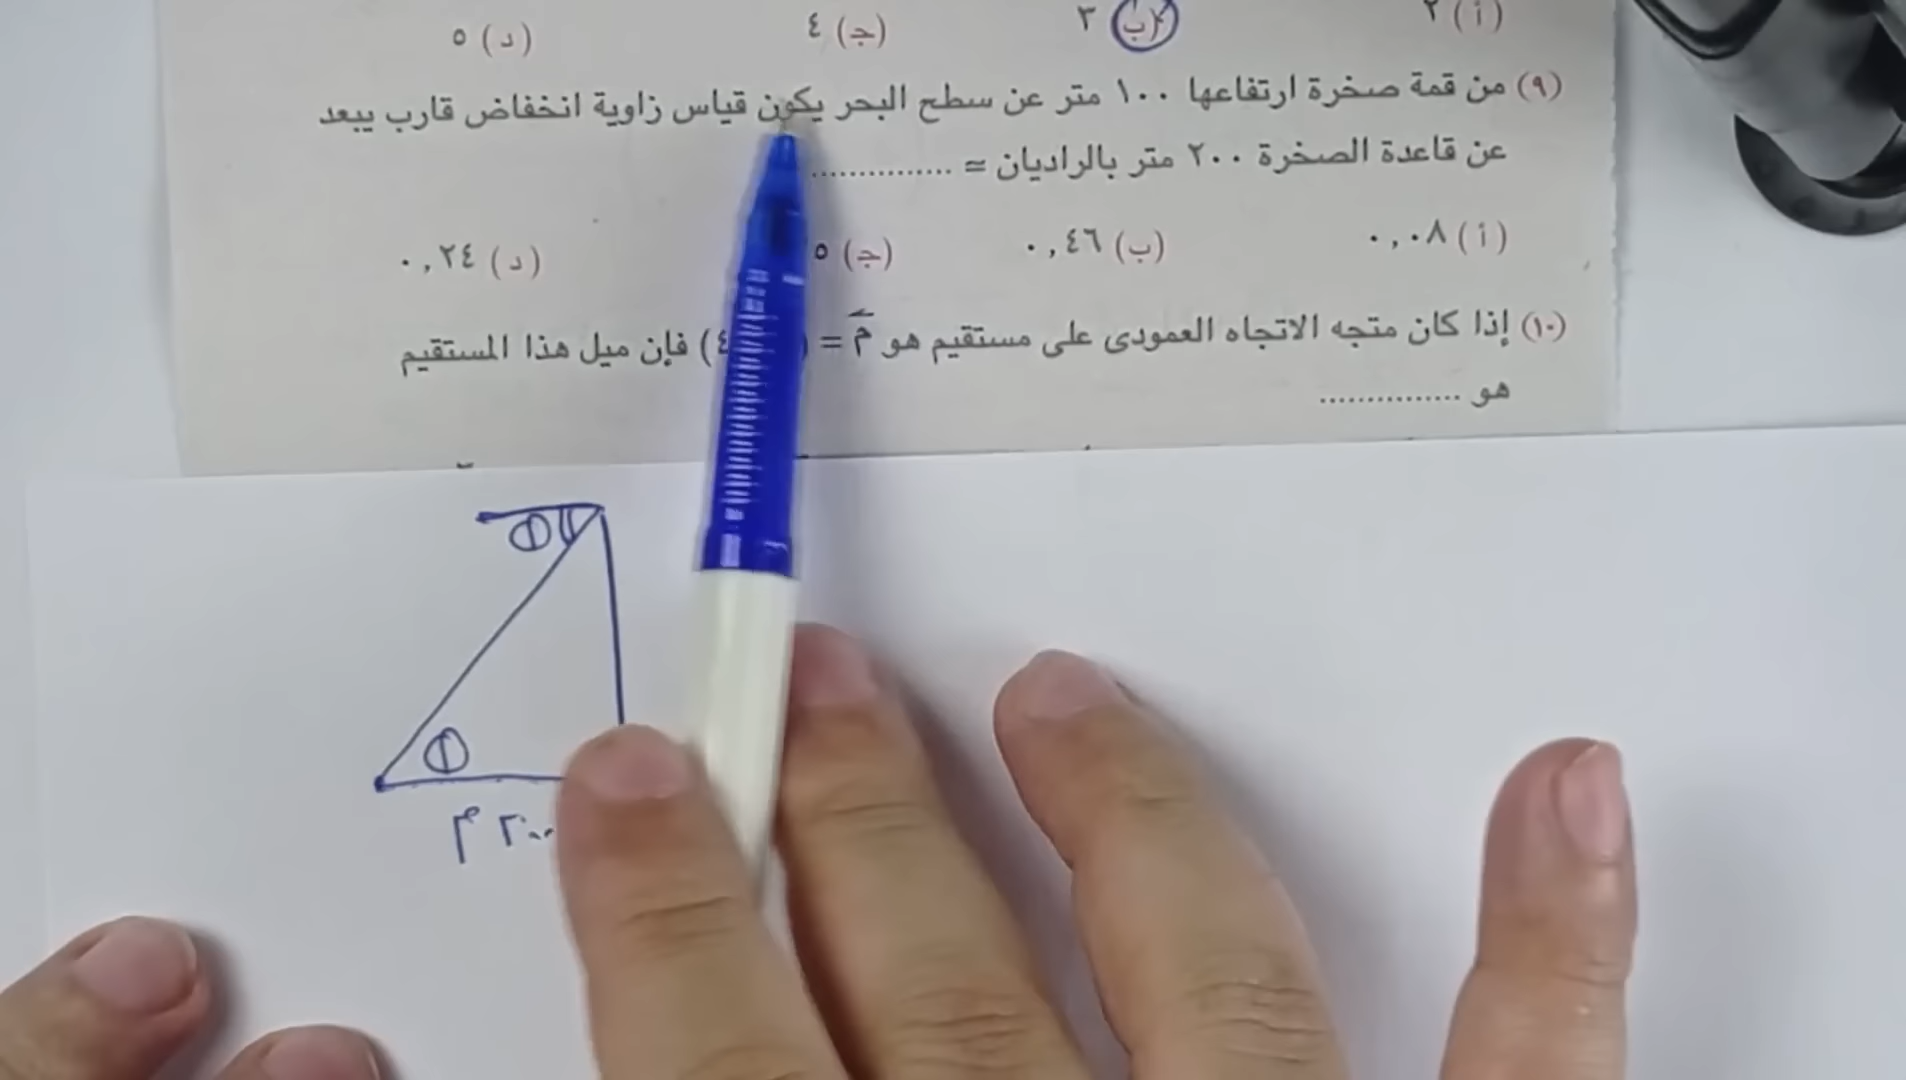 (أ) ٢ (ب) ٣ (جـ) ٤ (د) ٥
(٩) من قمة صخرة ارتفاعها ١٠٠ متر عن سطح البحر يكون قياس زاوية انخفاض قارب يبعد
عن قاعدة الصخرة ٢٠٠ متر بالراديان ≃ ...............
(أ) ٠,٠٨ (ب) ٠,٤٦ (جـ) ٥ (د) ٠,٢٤
(١٠) إذا كان متجه الاتجاه العمودى على مستقيم هو م = ) فإن ميل هذا المستقيم
هو ...............
٢٠٠ م